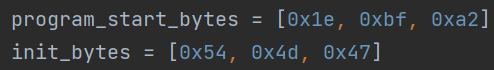 program_start_bytes = [0x1e, 0xbf, 0xa2]
init_bytes = [0x54, 0x4d, 0x47]